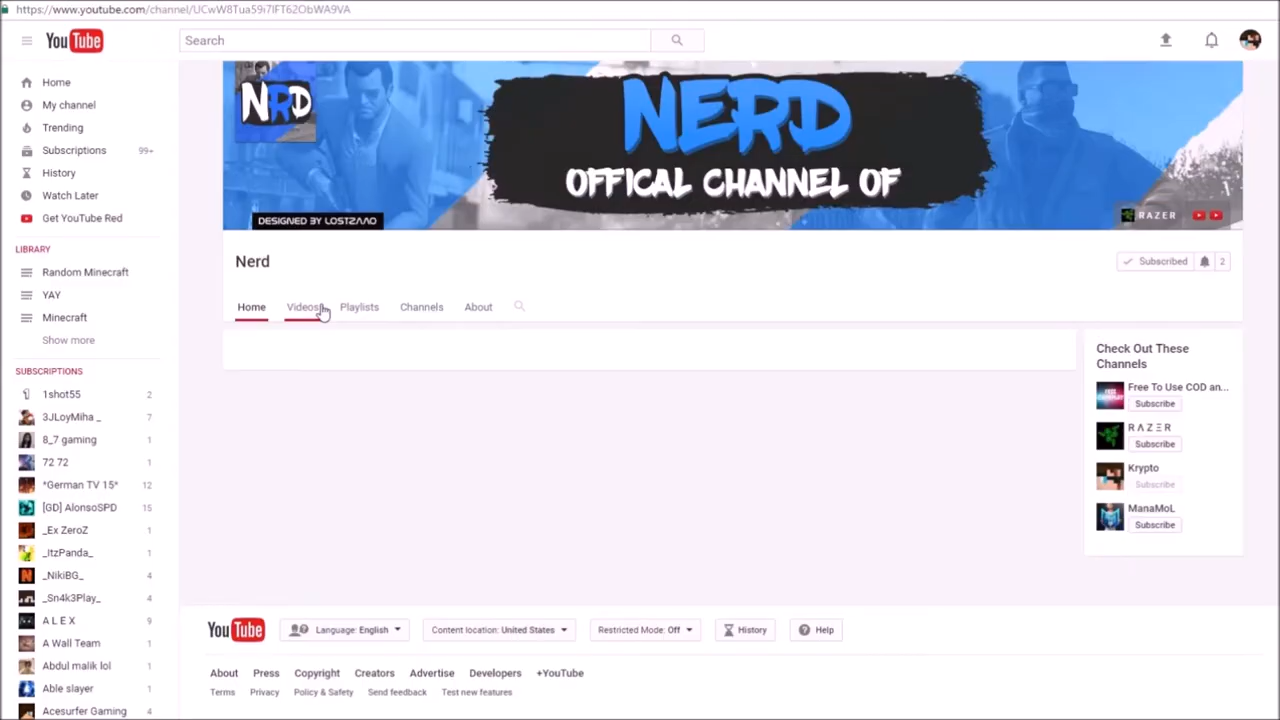 https://www.youtube.com/channel/UCwW8Tua59i7IFT62ObWA9VA
YouTube
Search
Home
My channel
Trending
Subscriptions 99+
History
Watch Later
Get YouTube Red
LIBRARY
Random Minecraft
YAY
Minecraft
Show more
SUBSCRIPTIONS
1shot55 2
3JLoyMiha _ 7
8_7 gaming 1
72 72 1
*German TV 15* 12
[GD] AlonsoSPD 15
_Ex ZeroZ 1
_ItzPanda_ 1
_NikiBG_ 4
_Sn4k3Play_ 4
A L E X 9
A Wall Team 1
Abdul malik lol 1
Able slayer 1
Acesurfer Gaming 4
NRD
NERD
OFFICAL CHANNEL OF
DESIGNED BY LOSTZANO
RAZER
Nerd
Subscribed 2
Home Videos Playlists Channels About
Check Out These
Channels
Free To Use COD an...
Subscribe
R Λ Z Ξ R
Subscribe
Krypto
Subscribe
ManaMoL
Subscribe
YouTube
Language: English
Content location: United States
Restricted Mode: Off
History
Help
About Press Copyright Creators Advertise Developers +YouTube
Terms Privacy Policy & Safety Send feedback Test new features